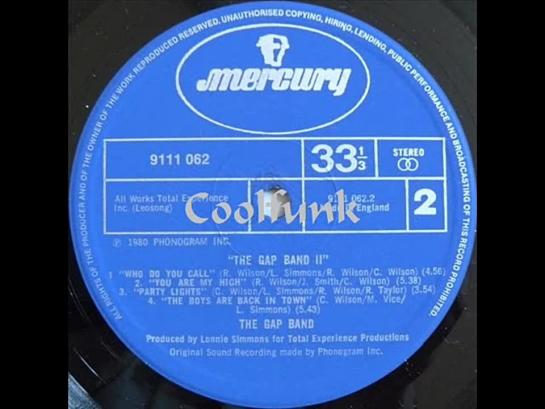 ALL RIGHTS OF THE PRODUCER AND OF THE OWNER OF THE WORK REPRODUCED RESERVED. UNAUTHORISED COPYING, HIRING, LENDING, PUBLIC PERFORMANCE AND BROADCASTING OF THIS RECORD PROHIBITED.
mercury
9111 062
33 1/3
STEREO
All Works Total Experience
Inc. (Leosong)
9111 062.2
Made in England
2
Coolfunk
℗ 1980 PHONOGRAM INC.
"THE GAP BAND II"
1 "WHO DO YOU CALL" (R. Wilson/L. Simmons/R. Wilson/C. Wilson) (4.56)
2. "YOU ARE MY HIGH" (R. Wilson/J. Smith/C. Wilson) (5.38)
3. "PARTY LIGHTS" (C. Wilson/L. Simmons/R. Wilson/R. Taylor) (3.54)
4. "THE BOYS ARE BACK IN TOWN" (C. Wilson/M. Vice/
L. Simmons) (5.43)
THE GAP BAND
Produced by Lonnie Simmons for Total Experience Productions
Original Sound Recording made by Phonogram Inc.